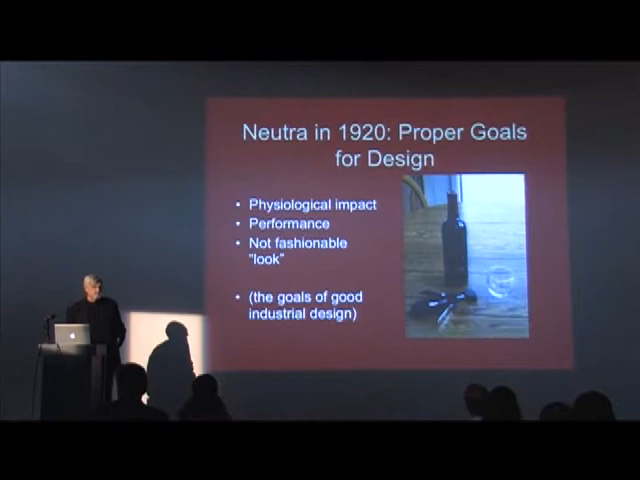 Neutra in 1920: Proper Goals
for Design
• Physiological impact
• Performance
• Not fashionable
"look"
• (the goals of good
industrial design)